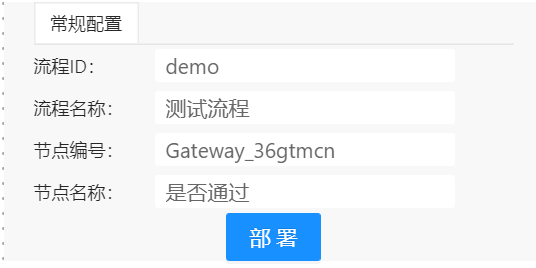 常规配置
流程ID： demo
流程名称： 测试流程
节点编号： Gateway_36gtmcn
节点名称： 是否通过
部 署